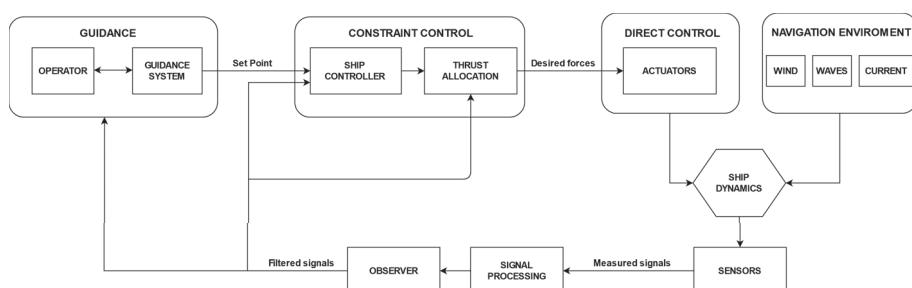 GUIDANCE
OPERATOR
GUIDANCE
SYSTEM
Set Point
CONSTRAINT CONTROL
SHIP
CONTROLLER
THRUST
ALLOCATION
Desired forces
DIRECT CONTROL
ACTUATORS
NAVIGATION ENVIROMENT
WIND
WAVES
CURRENT
SHIP
DYNAMICS
Filtered signals
OBSERVER
SIGNAL
PROCESSING
Measured signals
SENSORS